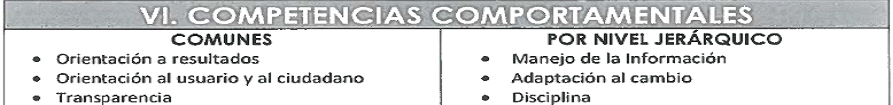 VI. COMPETENCIAS COMPORTAMENTALES
COMUNES
• Orientación a resultados
• Orientación al usuario y al ciudadano
• Transparencia
POR NIVEL JERÁRQUICO
• Manejo de la Información
• Adaptación al cambio
• Disciplina